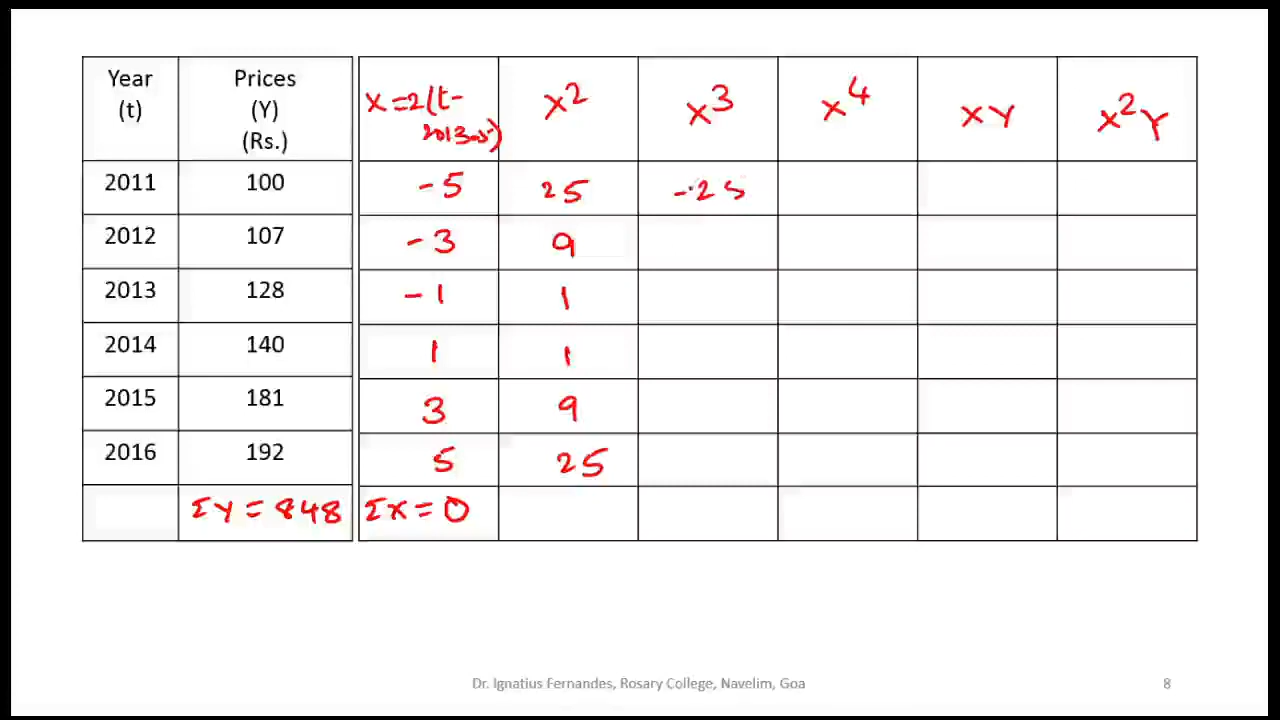 Year (t) Prices (Y) (Rs.) X=2(t-2013.5) X² X³ X⁴ XY X²Y
2011 100 -5 25 -25
2012 107 -3 9
2013 128 -1 1
2014 140 1 1
2015 181 3 9
2016 192 5 25
ΣY = 848 ΣX = 0
Dr. Ignatius Fernandes, Rosary College, Navelim, Goa 8